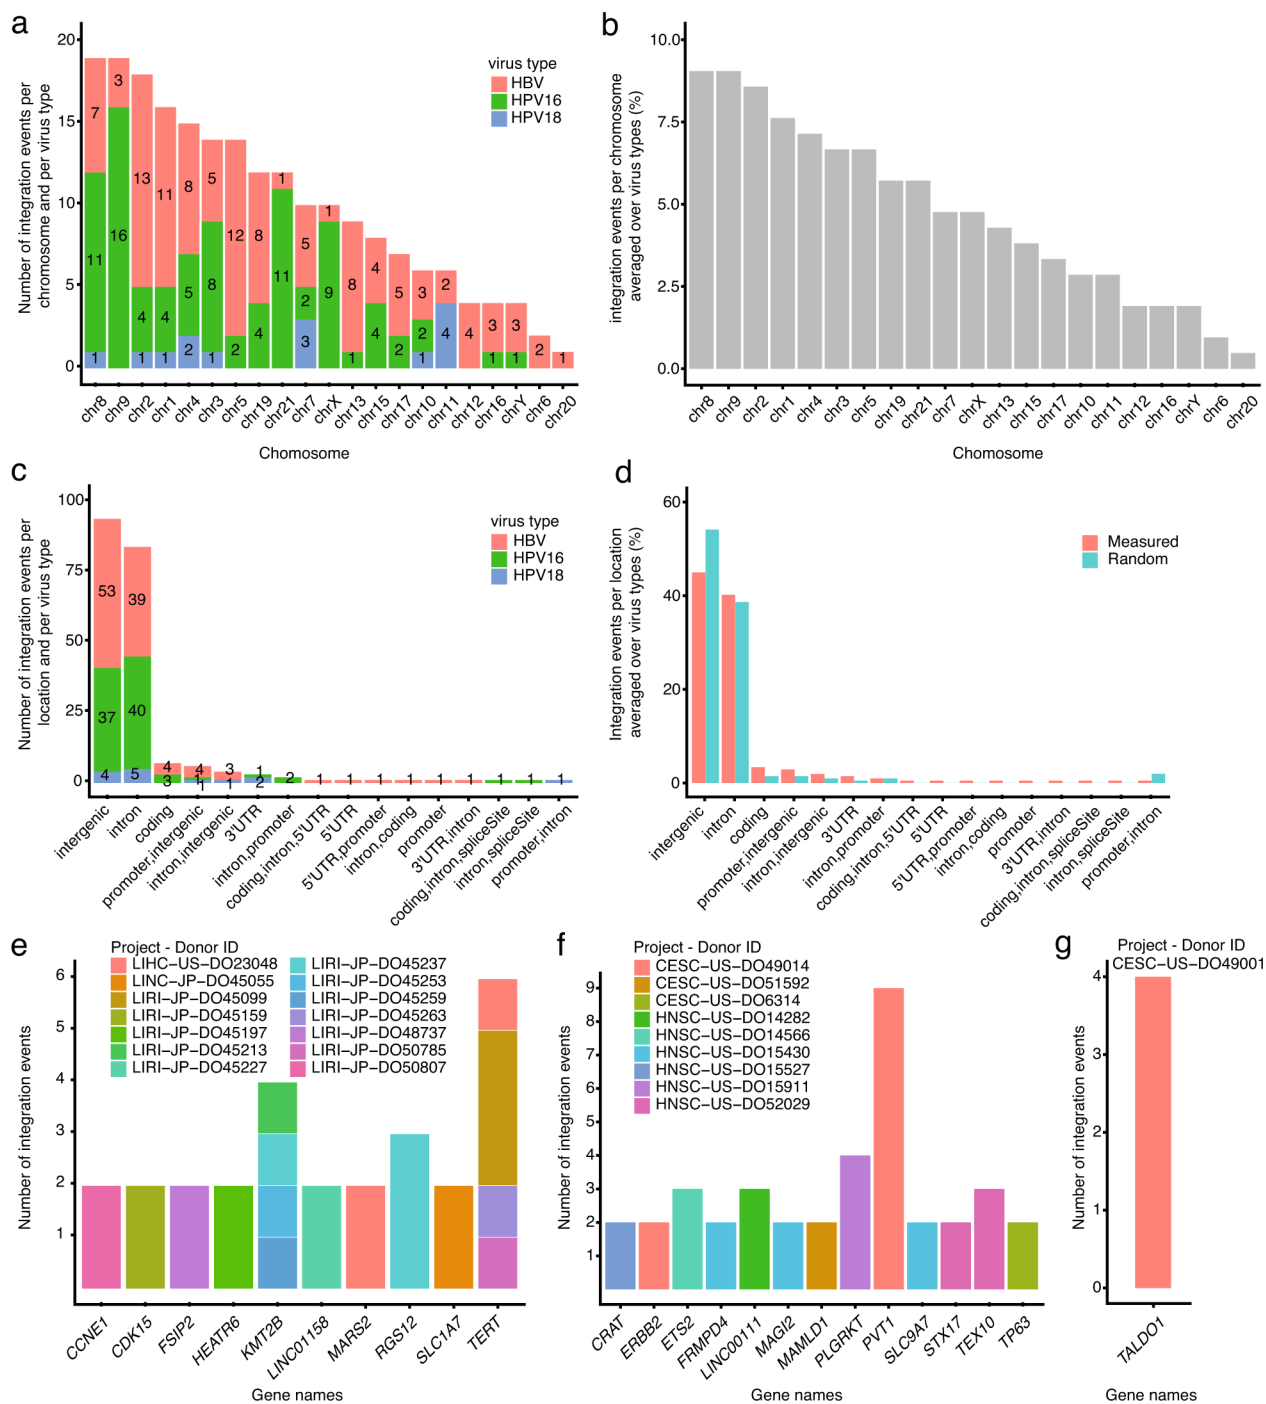 a
Number of integration events per
chromosome and per virus type
20
15
10
5
0
virus type
HBV
HPV16
HPV18
7
11
1
3
16
13
4
1
11
4
1
8
5
2
5
8
1
12
2
8
4
1
11
5
2
3
1
9
8
1
4
4
5
2
3
2
1
2
4
4
3
1
3
1
2
1
chr8
chr9
chr2
chr1
chr4
chr3
chr5
chr19
chr21
chr7
chrX
chr13
chr15
chr17
chr10
chr11
chr12
chr16
chrY
chr6
chr20
Chromosome
b
integration events per chromosome
averaged over virus types (%)
10.0
7.5
5.0
2.5
0.0
chr8
chr9
chr2
chr1
chr4
chr3
chr5
chr19
chr21
chr7
chrX
chr13
chr15
chr17
chr10
chr11
chr12
chr16
chrY
chr6
chr20
Chromosome
c
Number of integration events per
location and per virus type
100
75
50
25
0
virus type
HBV
HPV16
HPV18
53
37
4
39
40
5
4
3
4
1
1
3
1
1
2
2
1
1
1
1
1
1
1
1
1
intergenic
intron
coding
promoter,intergenic
intron,intergenic
3'UTR
intron,promoter
coding,intron,5'UTR
5'UTR
5'UTR,promoter
intron,coding
promoter
3'UTR,intron
coding,intron,spliceSite
intron,spliceSite
promoter,intron
d
Integration events per location
averaged over virus types (%)
60
40
20
0
Measured
Random
intergenic
intron
coding
promoter,intergenic
intron,intergenic
3'UTR
intron,promoter
coding,intron,5'UTR
5'UTR
5'UTR,promoter
intron,coding
promoter
3'UTR,intron
coding,intron,spliceSite
intron,spliceSite
promoter,intron
e
Number of integration events
6
5
4
3
2
1
Project - Donor ID
LIHC−US−DO23048
LINC−JP−DO45055
LIRI−JP−DO45099
LIRI−JP−DO45159
LIRI−JP−DO45197
LIRI−JP−DO45213
LIRI−JP−DO45227
LIRI−JP−DO45237
LIRI−JP−DO45253
LIRI−JP−DO45259
LIRI−JP−DO45263
LIRI−JP−DO48737
LIRI−JP−DO50785
LIRI−JP−DO50807
CCNE1
CDK15
FSIP2
HEATR6
KMT2B
LINC01158
MARS2
RGS12
SLC1A7
TERT
Gene names
f
Number of integration events
9
8
7
6
5
4
3
2
1
Project - Donor ID
CESC−US−DO49014
CESC−US−DO51592
CESC−US−DO6314
HNSC−US−DO14282
HNSC−US−DO14566
HNSC−US−DO15430
HNSC−US−DO15527
HNSC−US−DO15911
HNSC−US−DO52029
CRAT
ERBB2
ETS2
FRMPD4
LINC00111
MAGI2
MAMLD1
PLGRKT
PVT1
SLC9A7
STX17
TEX10
TP63
Gene names
g
Project - Donor ID
CESC−US−DO49001
Number of integration events
4
3
2
1
0
TALDO1
Gene names